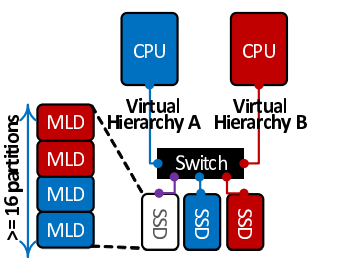 CPU
CPU
Virtual
Hierarchy A
Virtual
Hierarchy B
>= 16 partitions
MLD
MLD
MLD
MLD
Switch
SSD
SSD
SSD